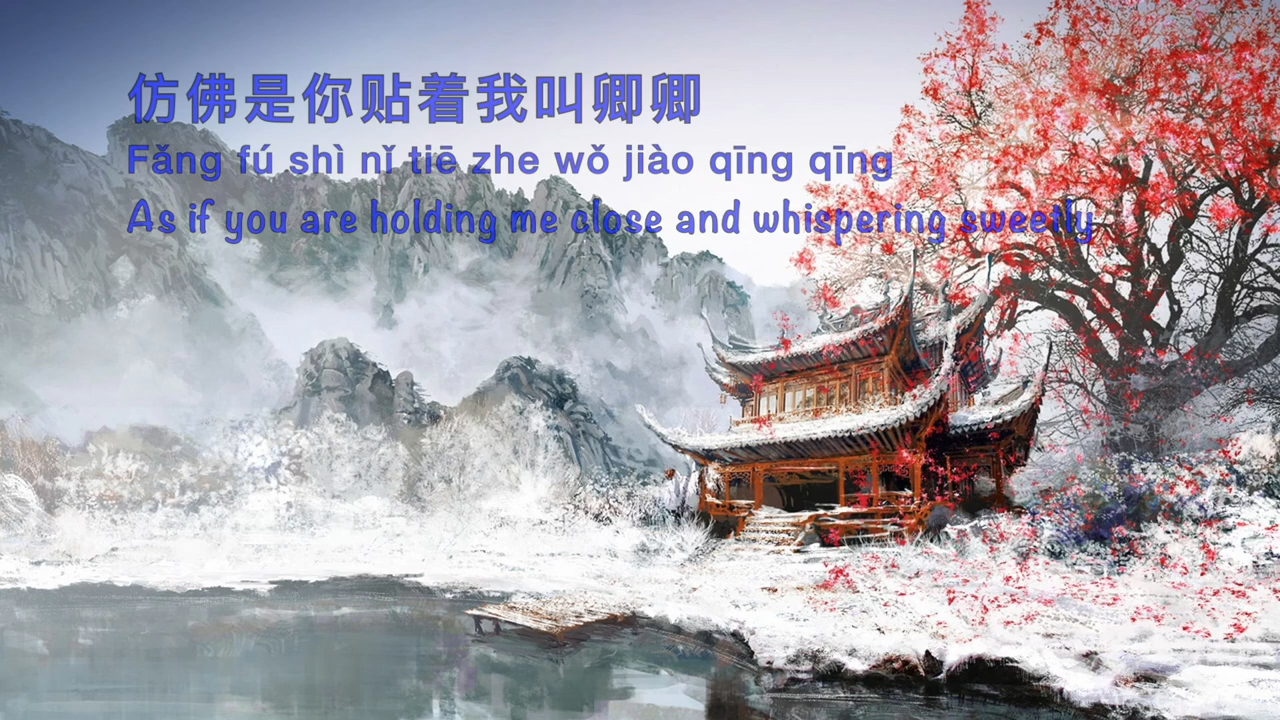 仿佛是你贴着我叫卿卿
Fǎng fú shì nǐ tiē zhe wǒ jiào qīng qīng
As if you are holding me close and whispering sweetly